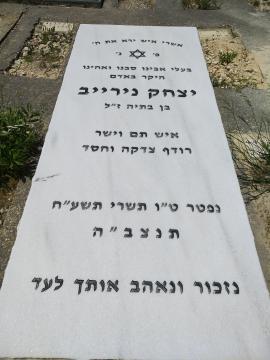 אשרי איש ירא את ה'
פ' נ'
בעלי אבינו סבנו ואחינו
היקר באדם
יצחק ניירייב
בן בתיה ז"ל
איש תם וישר
רודף צדקה וחסד
נפטר ט"ו תשרי תשע"ח
תנצב"ה
נזכור ונאהב אותך לעד